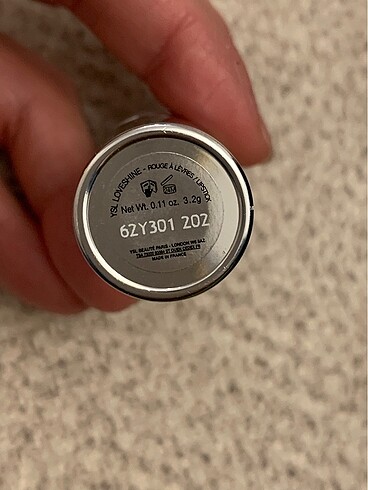 YSL LOVESHINE - ROUGE À LÈVRES / LIPSTICK
Net Wt. 0.11 oz. 3.2g
62Y301 202
YSL BEAUTÉ PARIS - LONDON W6 8AZ
MADE IN FRANCE